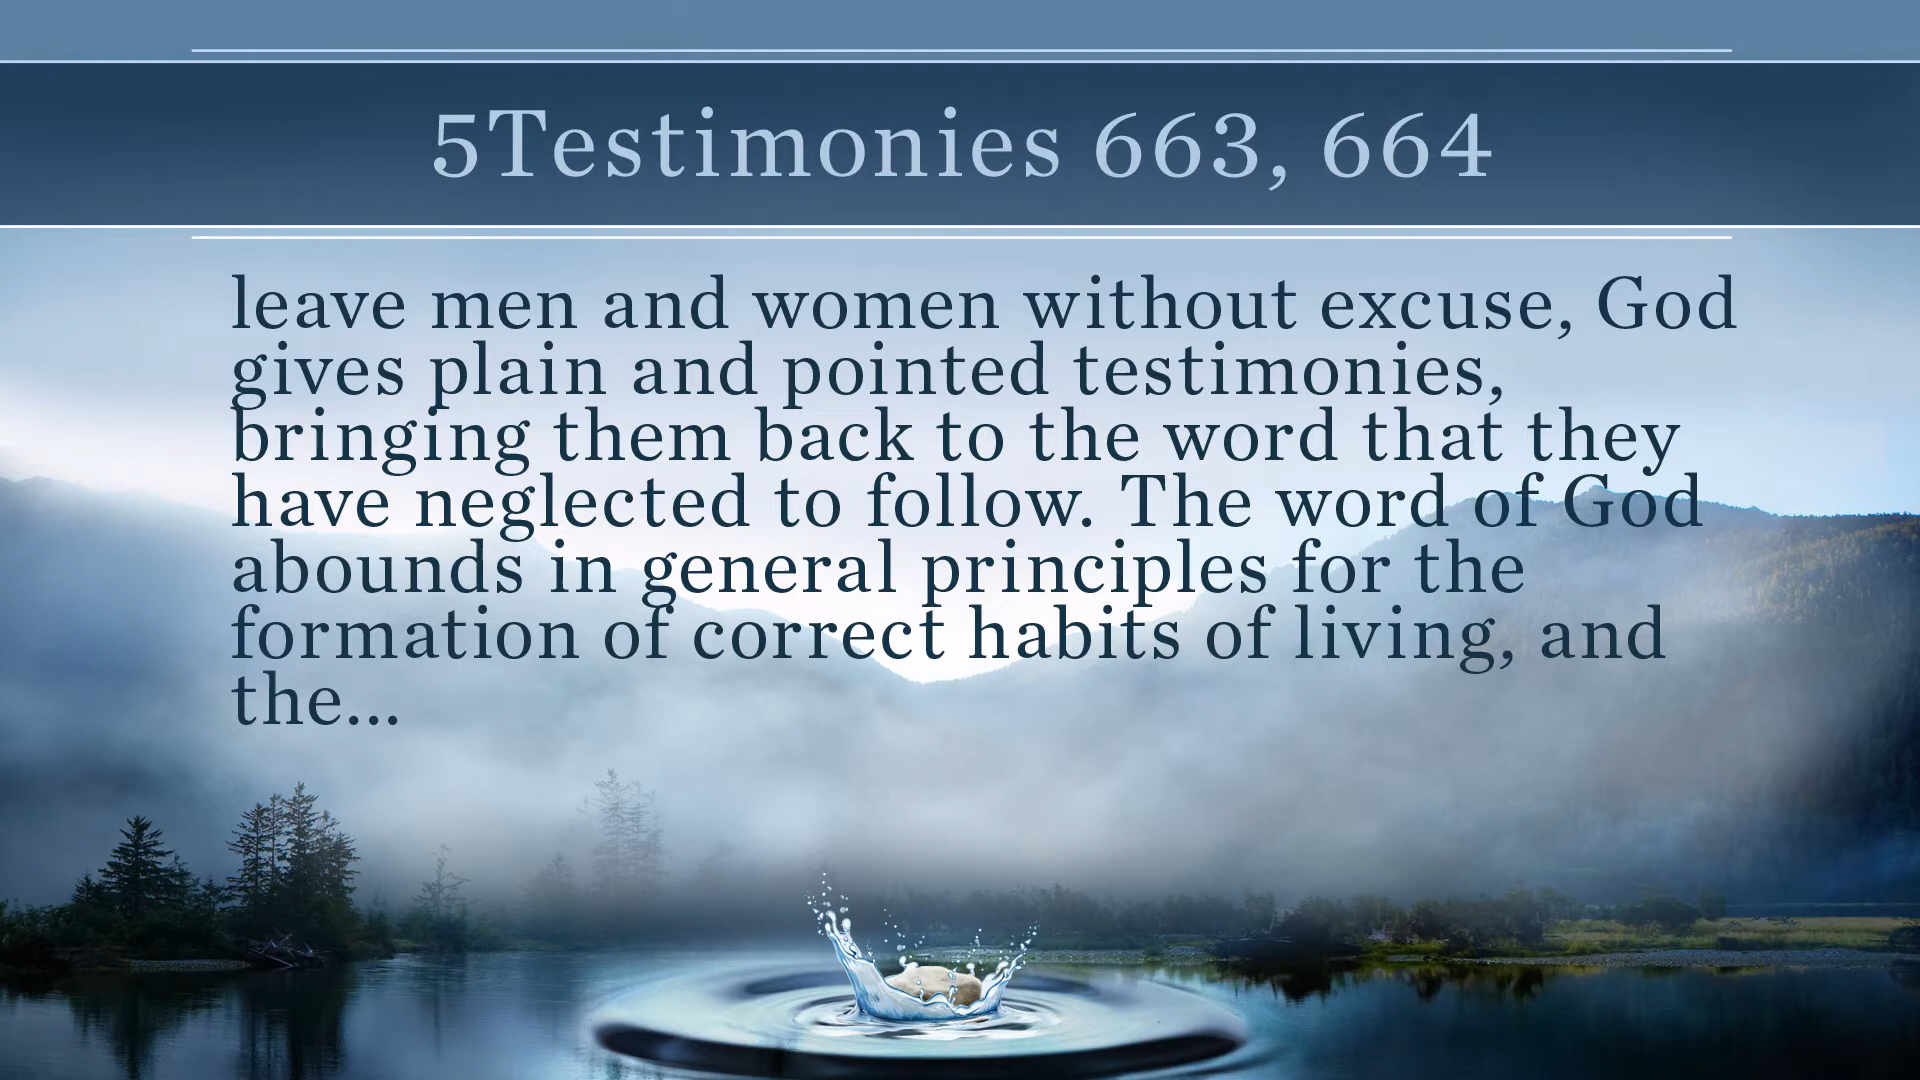 5Testimonies 663, 664
leave men and women without excuse, God
gives plain and pointed testimonies,
bringing them back to the word that they
have neglected to follow. The word of God
abounds in general principles for the
formation of correct habits of living, and
the...